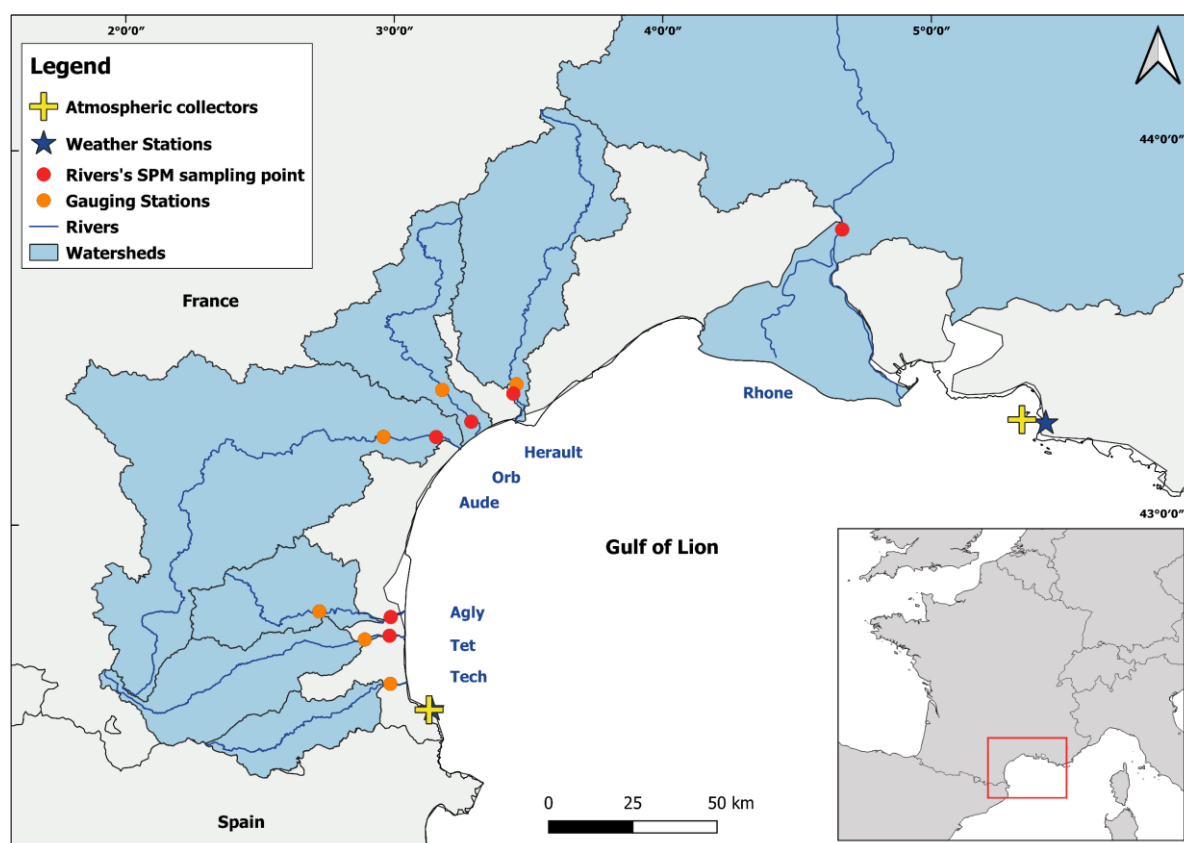 2°0'0"
3°0'0"
4°0'0"
5°0'0"
Legend
Atmospheric collectors
Weather Stations
Rivers's SPM sampling point
Gauging Stations
Rivers
Watersheds
44°0'0"
France
Rhone
Herault
Orb
Aude
43°0'0"
Gulf of Lion
Agly
Tet
Tech
Spain
0 25 50 km